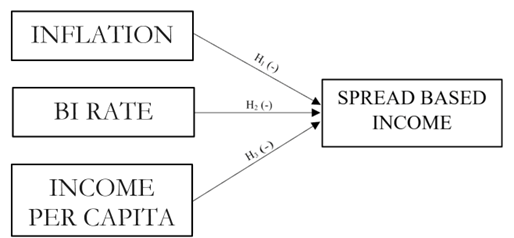 INFLATION
H₁ (-)
BI RATE
H₂ (-)
SPREAD BASED
INCOME
H₃ (-)
INCOME
PER CAPITA